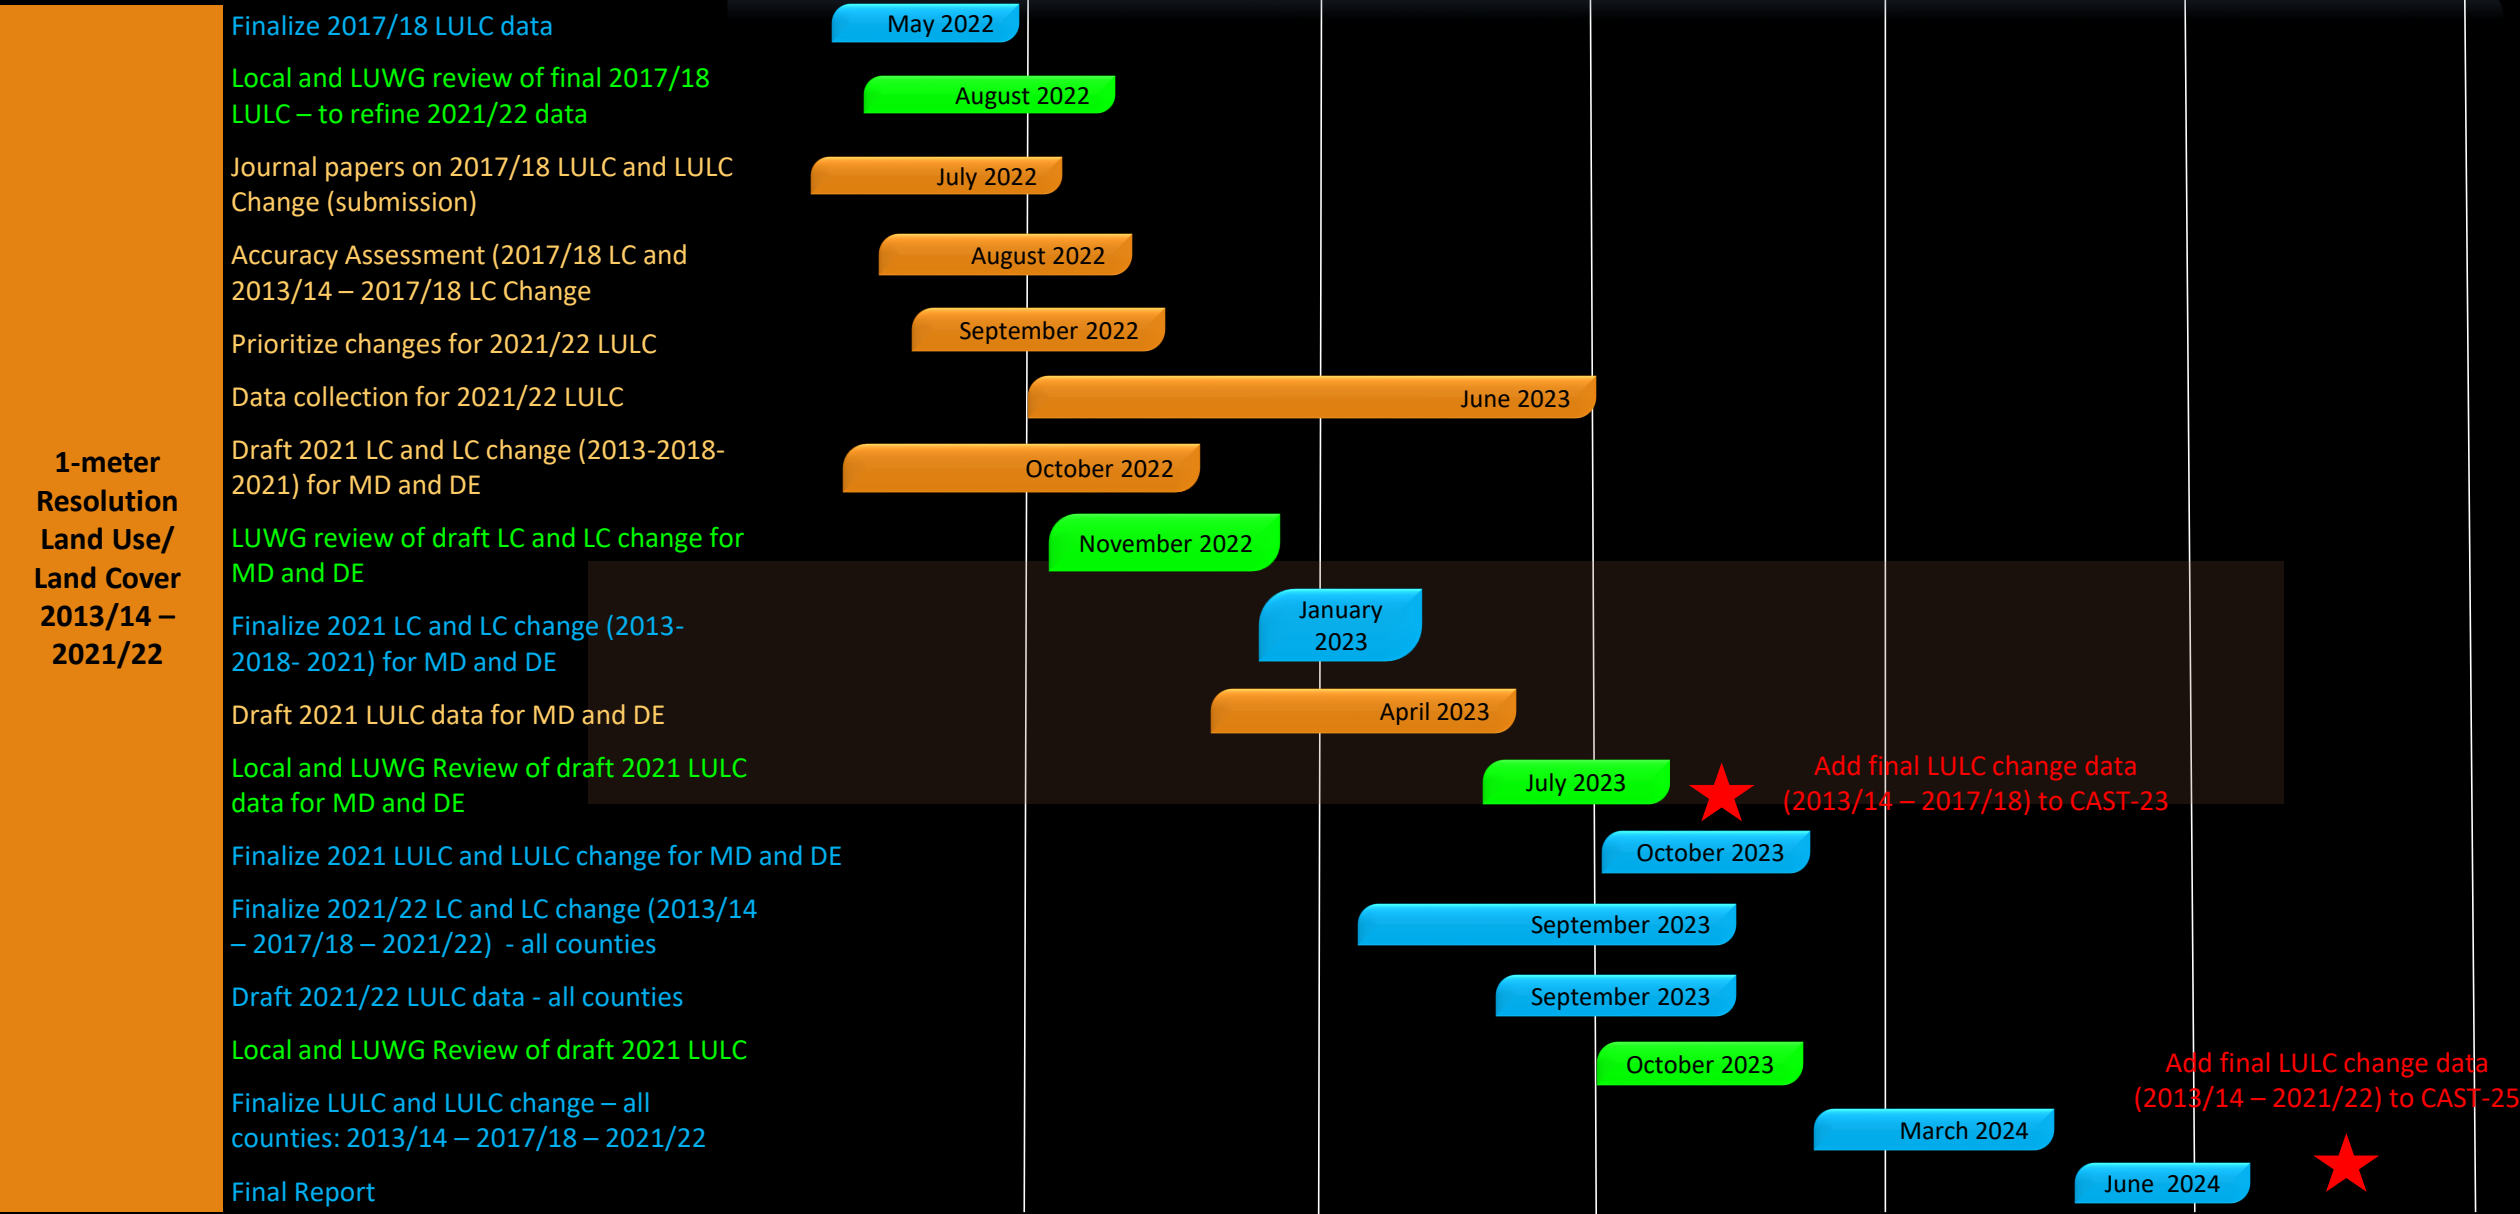 1-meter
Resolution
Land Use/
Land Cover
2013/14 –
2021/22
Finalize 2017/18 LULC data
May 2022
Local and LUWG review of final 2017/18
LULC – to refine 2021/22 data
August 2022
Journal papers on 2017/18 LULC and LULC
Change (submission)
July 2022
Accuracy Assessment (2017/18 LC and
2013/14 – 2017/18 LC Change
August 2022
Prioritize changes for 2021/22 LULC
September 2022
Data collection for 2021/22 LULC
June 2023
Draft 2021 LC and LC change (2013-2018-
2021) for MD and DE
October 2022
LUWG review of draft LC and LC change for
MD and DE
November 2022
Finalize 2021 LC and LC change (2013-
2018- 2021) for MD and DE
January
2023
Draft 2021 LULC data for MD and DE
April 2023
Local and LUWG Review of draft 2021 LULC
data for MD and DE
July 2023
Add final LULC change data
(2013/14 – 2017/18) to CAST-23
Finalize 2021 LULC and LULC change for MD and DE
October 2023
Finalize 2021/22 LC and LC change (2013/14
– 2017/18 – 2021/22)  - all counties
September 2023
Draft 2021/22 LULC data - all counties
September 2023
Local and LUWG Review of draft 2021 LULC
October 2023
Add final LULC change data
(2013/14 – 2021/22) to CAST-25
Finalize LULC and LULC change – all
counties: 2013/14 – 2017/18 – 2021/22
March 2024
Final Report
June  2024